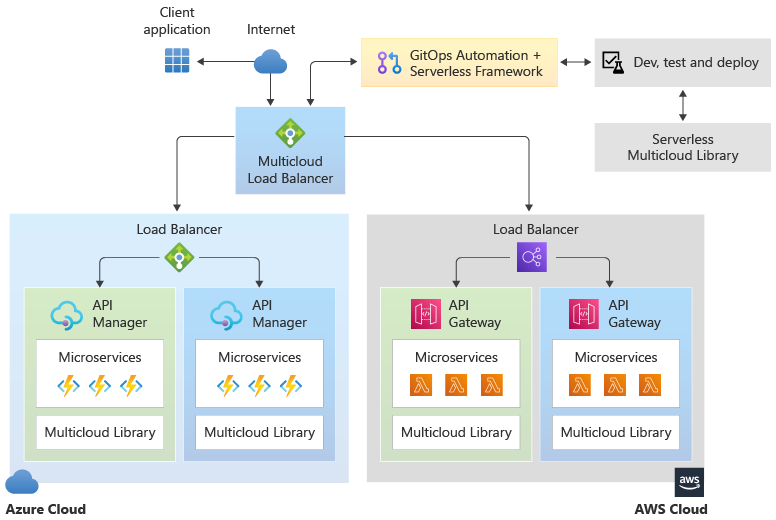 Client
application
Internet
GitOps Automation +
Serverless Framework
Dev, test and deploy
Serverless
Multicloud Library
Multicloud
Load Balancer
Load Balancer
API
Manager
Microservices
Multicloud Library
API
Manager
Microservices
Multicloud Library
Azure Cloud
Load Balancer
API
Gateway
Microservices
Multicloud Library
API
Gateway
Microservices
Multicloud Library
aws
AWS Cloud